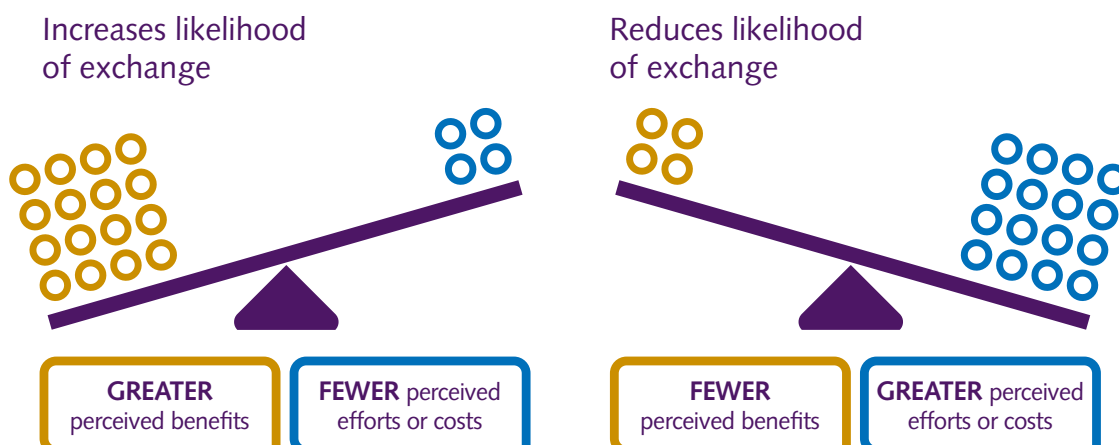 Increases likelihood
of exchange
Reduces likelihood
of exchange
GREATER
perceived benefits
FEWER perceived
efforts or costs
FEWER
perceived benefits
GREATER perceived
efforts or costs